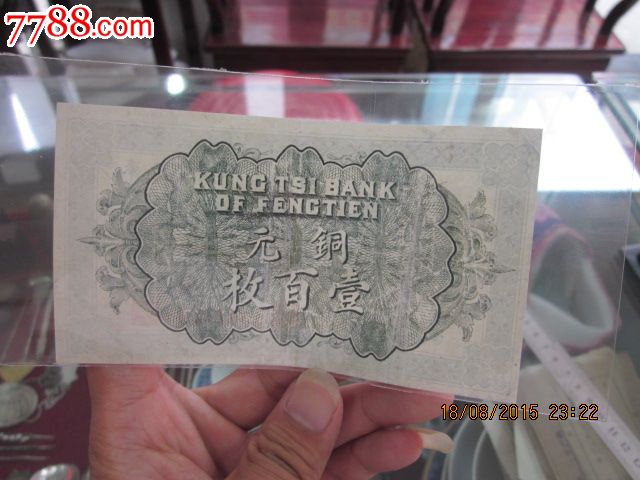 7788.com
KUNG TSI BANK
OF FENGTIEN
銅元
壹百枚
18/08/2015 23:22